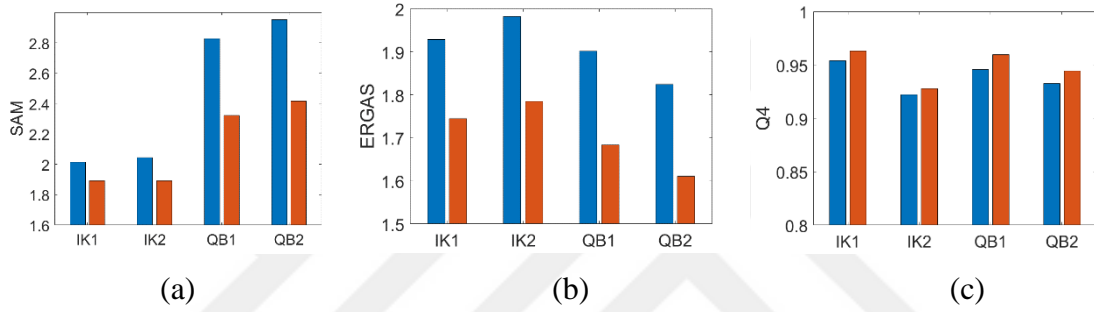 SAM
2.8
2.6
2.4
2.2
2
1.8
1.6
IK1 IK2 QB1 QB2
(a)
ERGAS
2
1.9
1.8
1.7
1.6
1.5
IK1 IK2 QB1 QB2
(b)
Q4
1
0.95
0.9
0.85
0.8
IK1 IK2 QB1 QB2
(c)